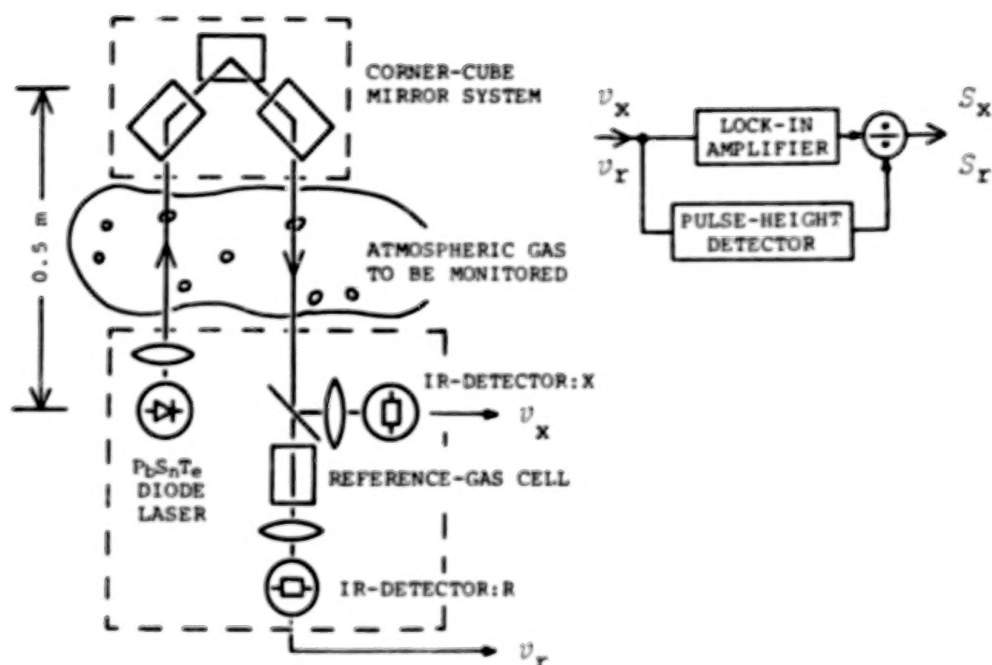 CORNER-CUBE
MIRROR SYSTEM
0.5 m
ATMOSPHERIC GAS
TO BE MONITORED
IR-DETECTOR:X
v_x
PbSnTe
DIODE
LASER
REFERENCE-GAS CELL
IR-DETECTOR:R
v_r
v_x
v_r
LOCK-IN
AMPLIFIER
÷
S_x
S_r
PULSE-HEIGHT
DETECTOR